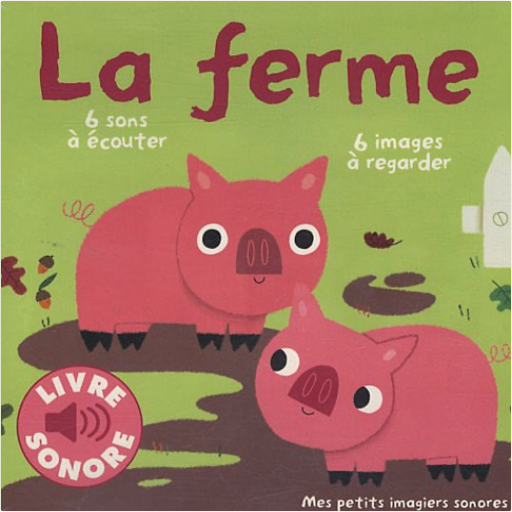 La ferme
6 sons
à écouter
6 images
à regarder
LIVRE
SONORE
Mes petits imagiers sonores